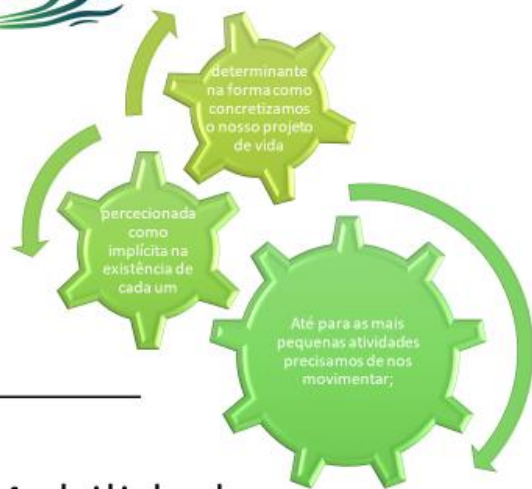 determinante
na forma como
concretizamos
o nosso projeto
de vida
percecionada
como
implícita na
existência de
cada um
Até para as mais
pequenas atividades
precisamos de nos
movimentar;